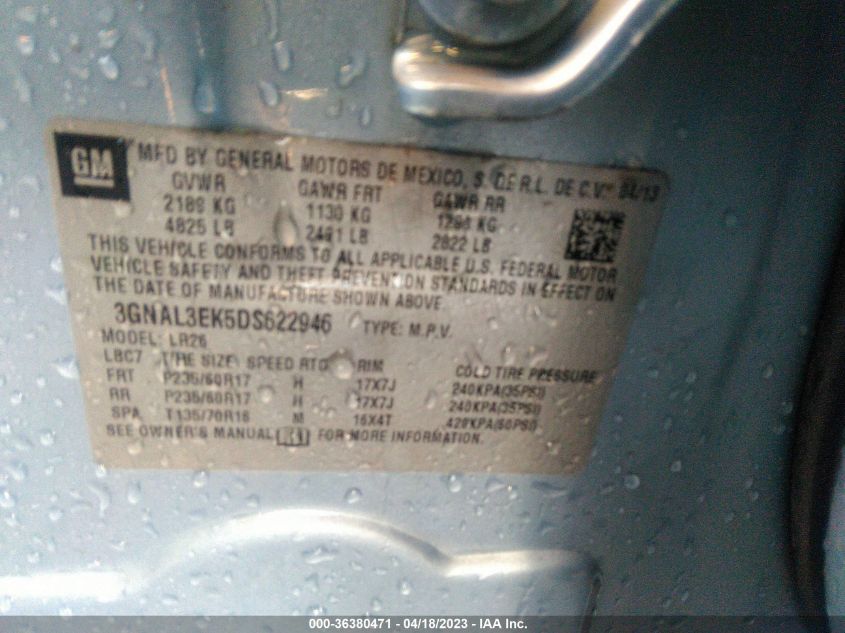 GM
MFD BY GENERAL MOTORS DE MEXICO, S. DE R.L. DE C.V. 04/13
GVWR GAWR FRT GAWR RR
2189 KG 1130 KG 1280 KG
4825 LB 2491 LB 2822 LB
THIS VEHICLE CONFORMS TO ALL APPLICABLE U.S. FEDERAL MOTOR
VEHICLE SAFETY AND THEFT PREVENTION STANDARDS IN EFFECT ON
THE DATE OF MANUFACTURE SHOWN ABOVE.
3GNAL3EK5DS622946 TYPE: M.P.V.
MODEL: LR26
LBC7 TIRE SIZE SPEED RTG RIM COLD TIRE PRESSURE
FRT P235/60R17 H 17X7J 240KPA(35PSI)
RR P235/60R17 H 17X7J 240KPA(35PSI)
SPA T135/70R16 M 16X4T 420KPA(60PSI)
SEE OWNER'S MANUAL FOR MORE INFORMATION.
000-36380471 - 04/18/2023 - IAA Inc.